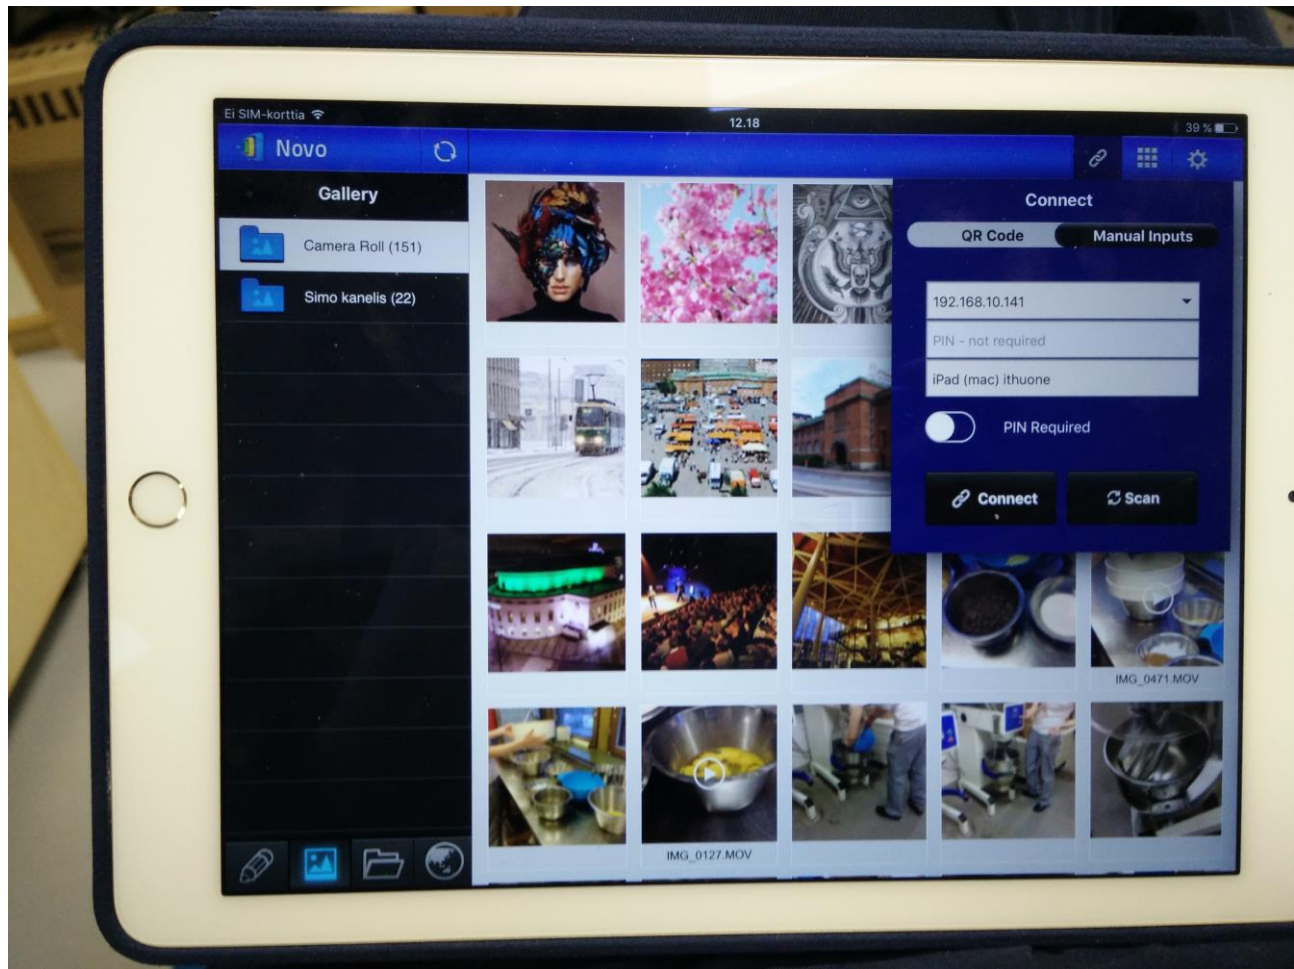 Ei SIM-korttia
12.18
39 %
Novo
Gallery
Camera Roll (151)
Simo kanelis (22)
Connect
QR Code
Manual Inputs
192.168.10.141
PIN - not required
iPad (mac) ithuone
PIN Required
Connect
Scan
IMG_0471.MOV
IMG_0127.MOV